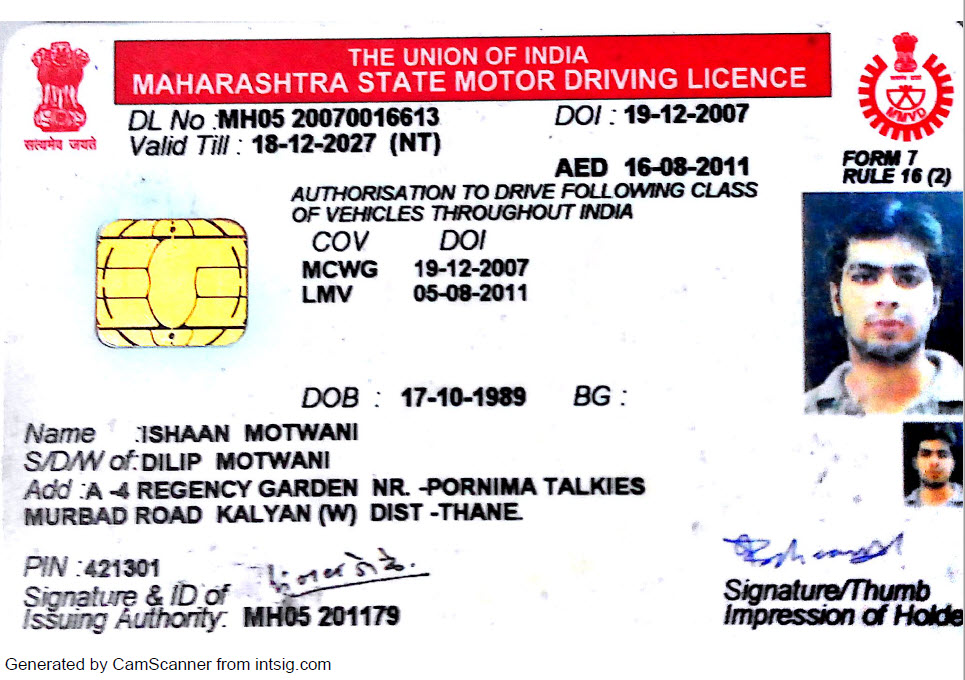 THE UNION OF INDIA
MAHARASHTRA STATE MOTOR DRIVING LICENCE
सत्यमेव जयते
MMVD
DL No :MH05 20070016613 DOI : 19-12-2007
Valid Till : 18-12-2027 (NT)
AED 16-08-2011
FORM 7
RULE 16 (2)
AUTHORISATION TO DRIVE FOLLOWING CLASS
OF VEHICLES THROUGHOUT INDIA
COV DOI
MCWG 19-12-2007
LMV 05-08-2011
DOB : 17-10-1989 BG :
Name :ISHAAN MOTWANI
S/D/W of:DILIP MOTWANI
Add :A -4 REGENCY GARDEN NR. -PORNIMA TALKIES
MURBAD ROAD KALYAN (W) DIST -THANE.
PIN :421301
Signature & ID of
Issuing Authority: MH05 201179
Signature/Thumb
Impression of Holde
Generated by CamScanner from intsig.com